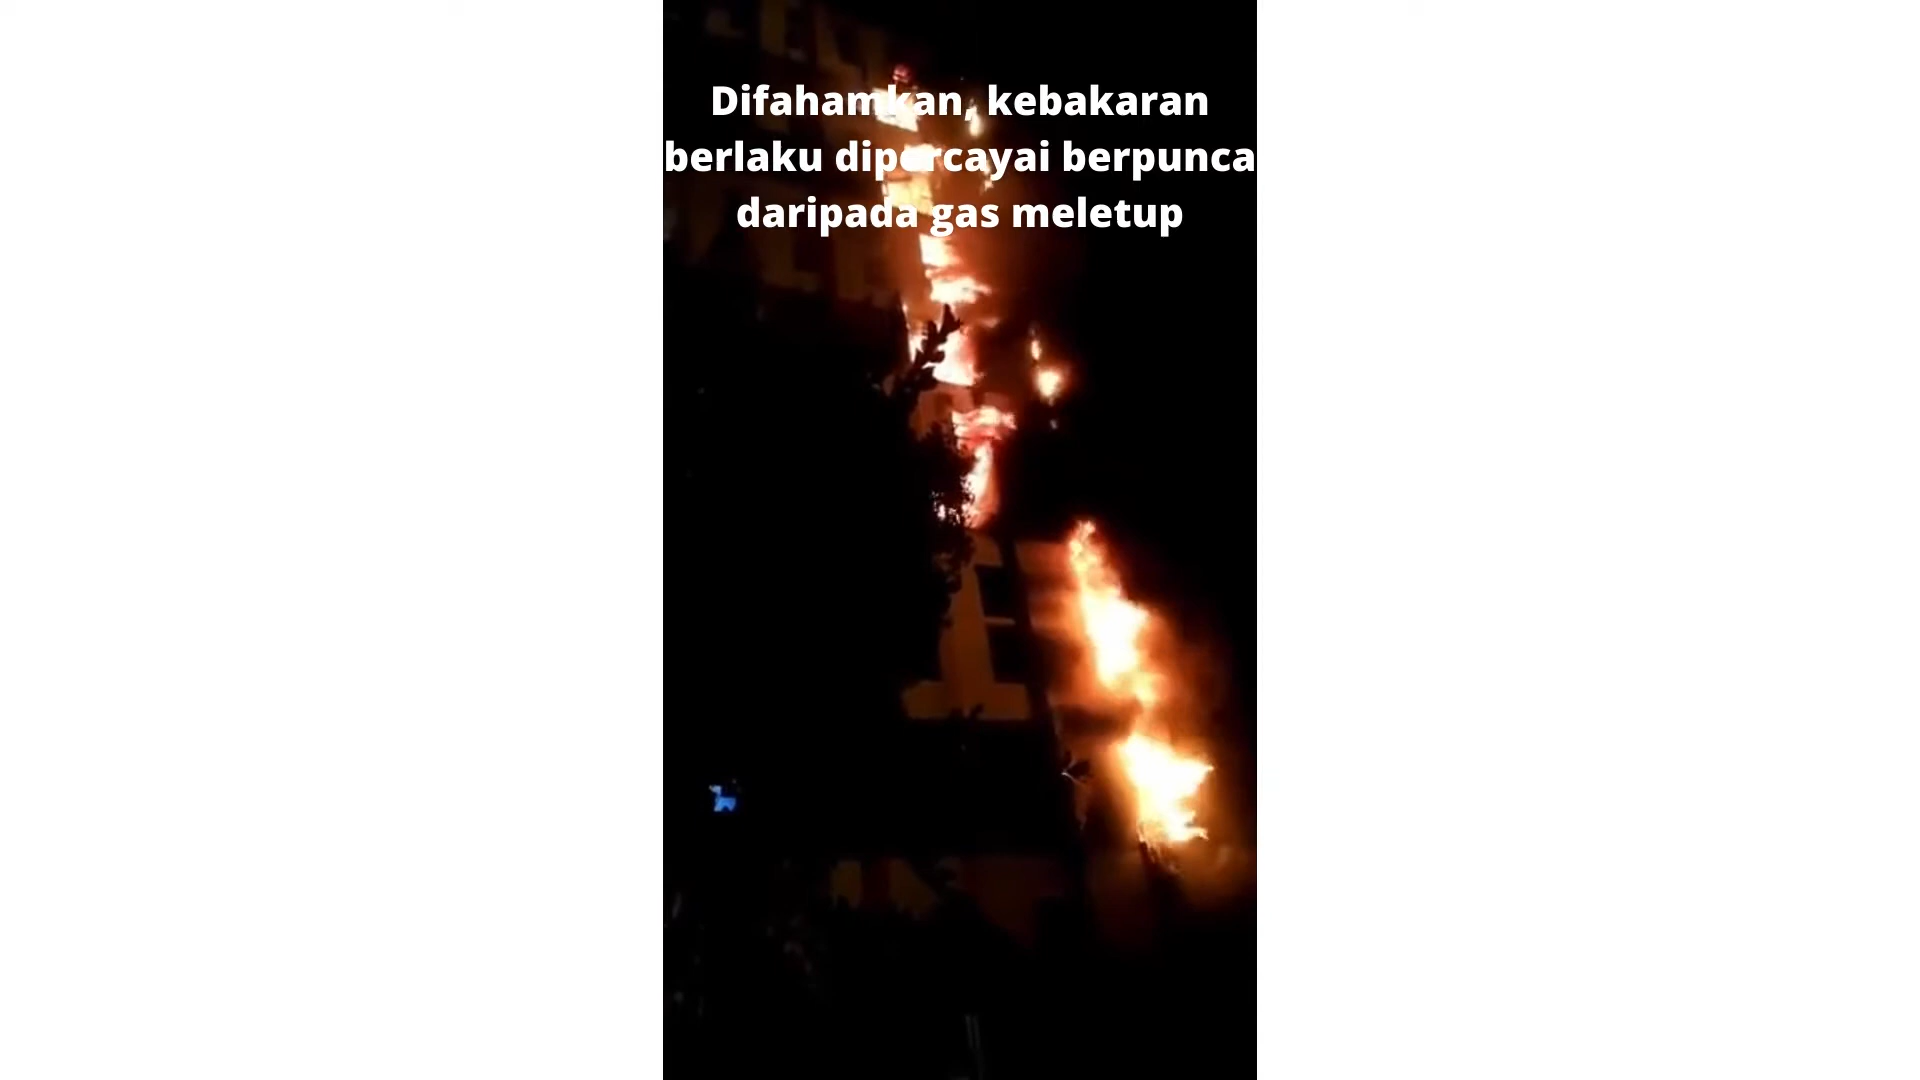 Difahamkan, kebakaran
berlaku dipercayai berpunca
daripada gas meletup